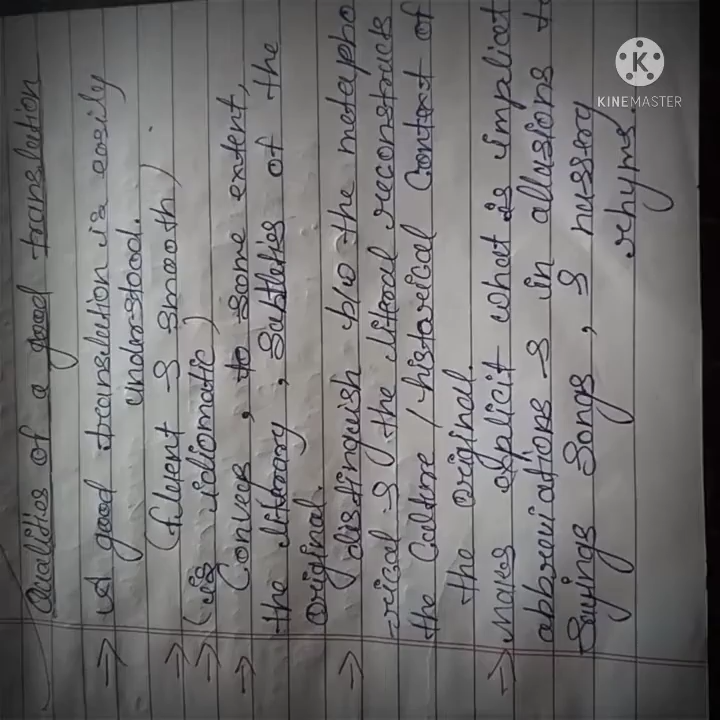 Qualities of a good translation
→ A good translation is easily
understood.
→ (fluent & smooth)
→ (is idiomatic)
→ Conveys, to some extent,
the literary, subtleties of the
original.
→ distinguish b/w the metapho
-rical & the literal reconstructs
the culture / historical context of
the original.
→ Makes explicit what is implicit
abbreviations & in allusions to
Sayings Songs, & nussery
rhyms.
KINEMASTER